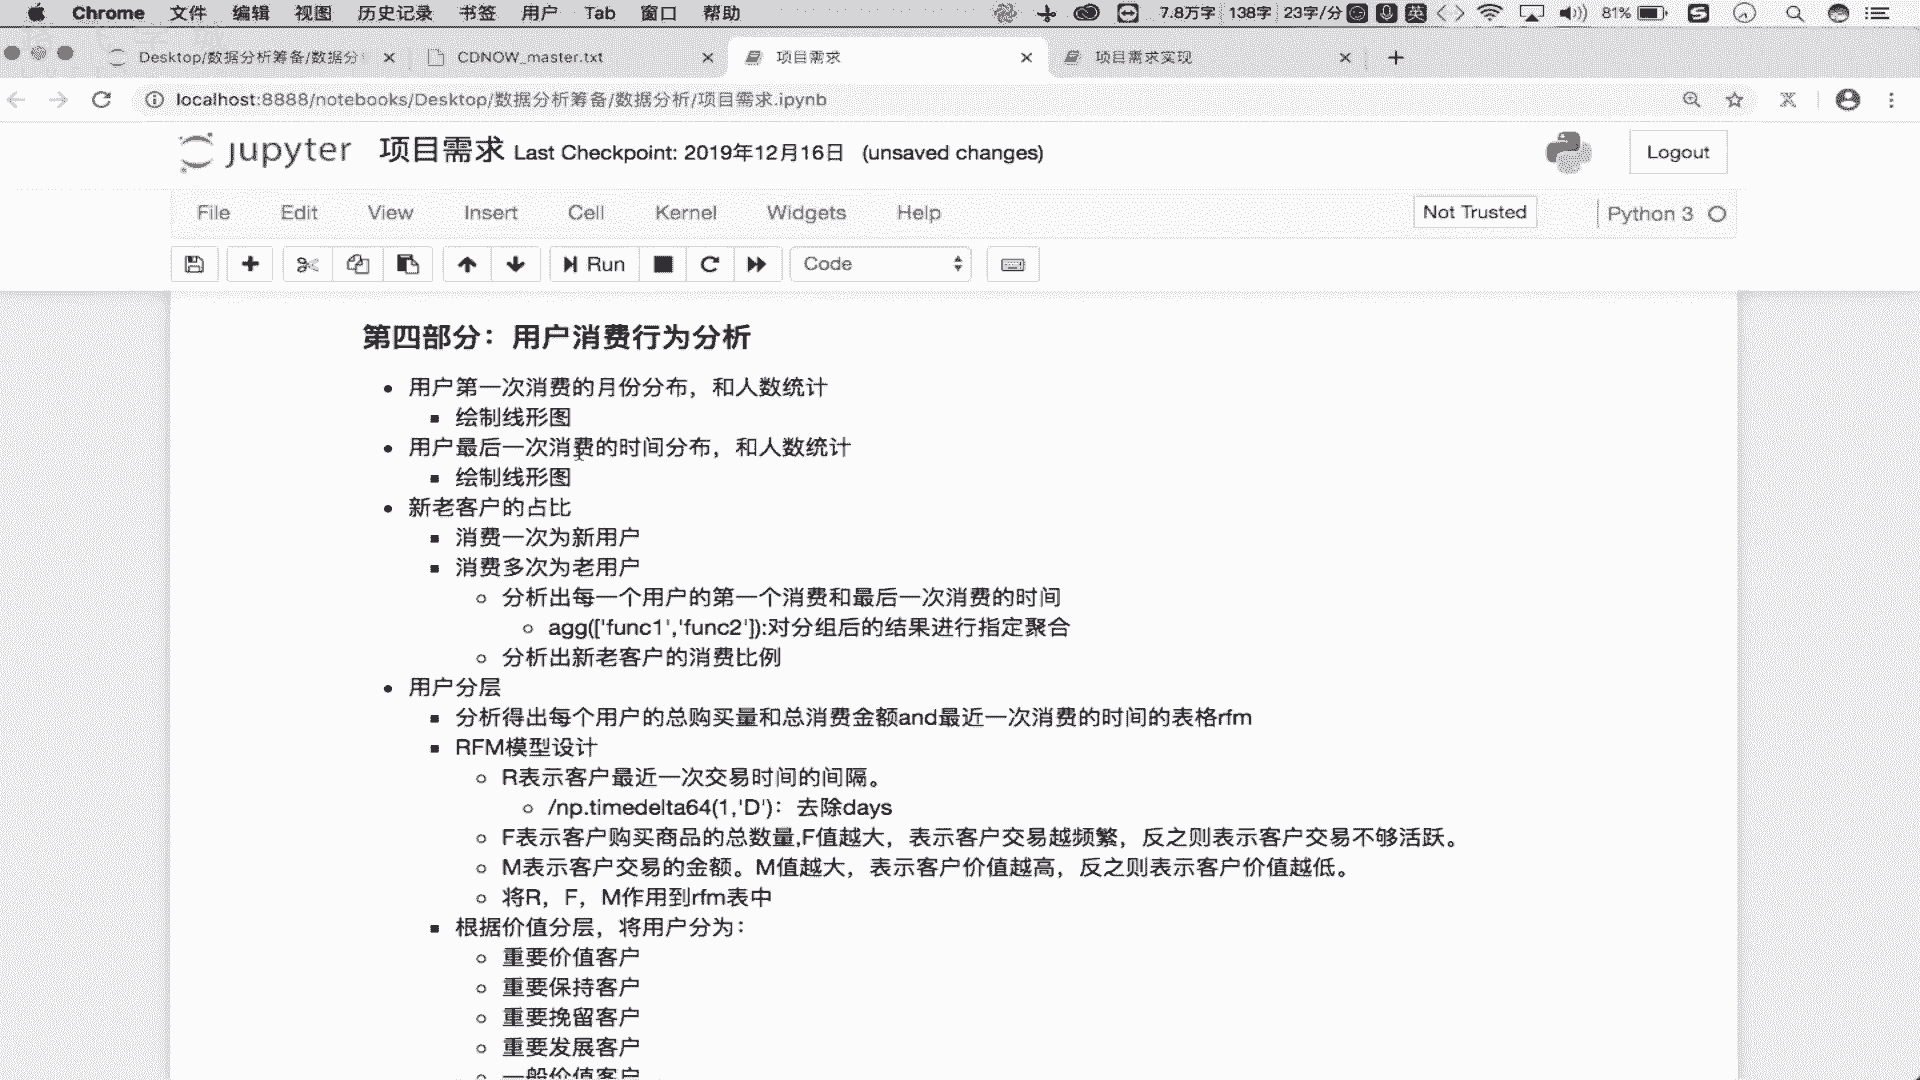 Chrome 文件 编辑 视图 历史记录 书签 用户 Tab 窗口 帮助 7.8万字 138字 23字/分 英 81%
Desktop/数据分析筹备/数据分 CDNOW_master.txt 项目需求 项目需求实现
localhost:8888/notebooks/Desktop/数据分析筹备/数据分析/项目需求.ipynb
jupyter 项目需求 Last Checkpoint: 2019年12月16日 (unsaved changes) Logout
File Edit View Insert Cell Kernel Widgets Help Not Trusted Python 3
Run Code
第四部分：用户消费行为分析
用户第一次消费的月份分布，和人数统计
绘制线形图
用户最后一次消费的时间分布，和人数统计
绘制线形图
新老客户的占比
消费一次为新用户
消费多次为老用户
分析出每一个用户的第一个消费和最后一次消费的时间
agg(['func1','func2']):对分组后的结果进行指定聚合
分析出新老客户的消费比例
用户分层
分析得出每个用户的总购买量和总消费金额and最近一次消费的时间的表格rfm
RFM模型设计
R表示客户最近一次交易时间的间隔。
/np.timedelta64(1,'D')：去除days
F表示客户购买商品的总数量,F值越大，表示客户交易越频繁，反之则表示客户交易不够活跃。
M表示客户交易的金额。M值越大，表示客户价值越高，反之则表示客户价值越低。
将R，F，M作用到rfm表中
根据价值分层，将用户分为：
重要价值客户
重要保持客户
重要挽留客户
重要发展客户
一般价值客户